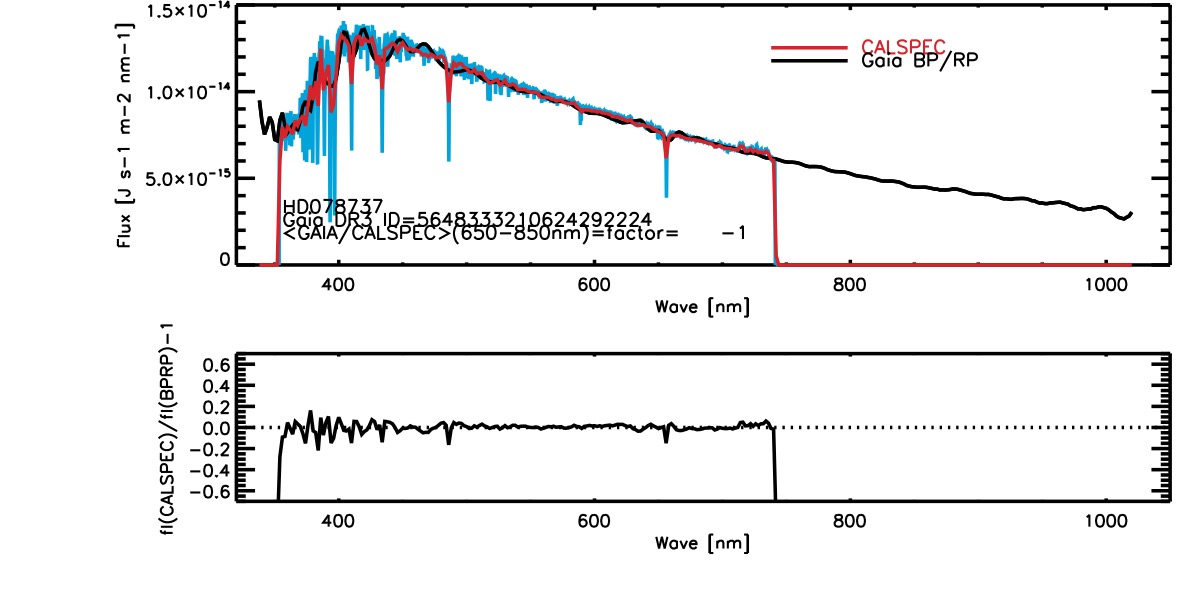 1.5×10−14
1.0×10−14
5.0×10−15
0
Flux [J s−1 m−2 nm−1]
CALSPEC
Gaia BP/RP
HD078737
Gaia DR3 ID=5648333210624292224
<GAIA/CALSPEC>(650−850nm)=factor= −1
400 600 800 1000
Wave [nm]
fl(CALSPEC)/fl(BPRP)−1
0.6
0.4
0.2
0.0
−0.2
−0.4
−0.6
400 600 800 1000
Wave [nm]